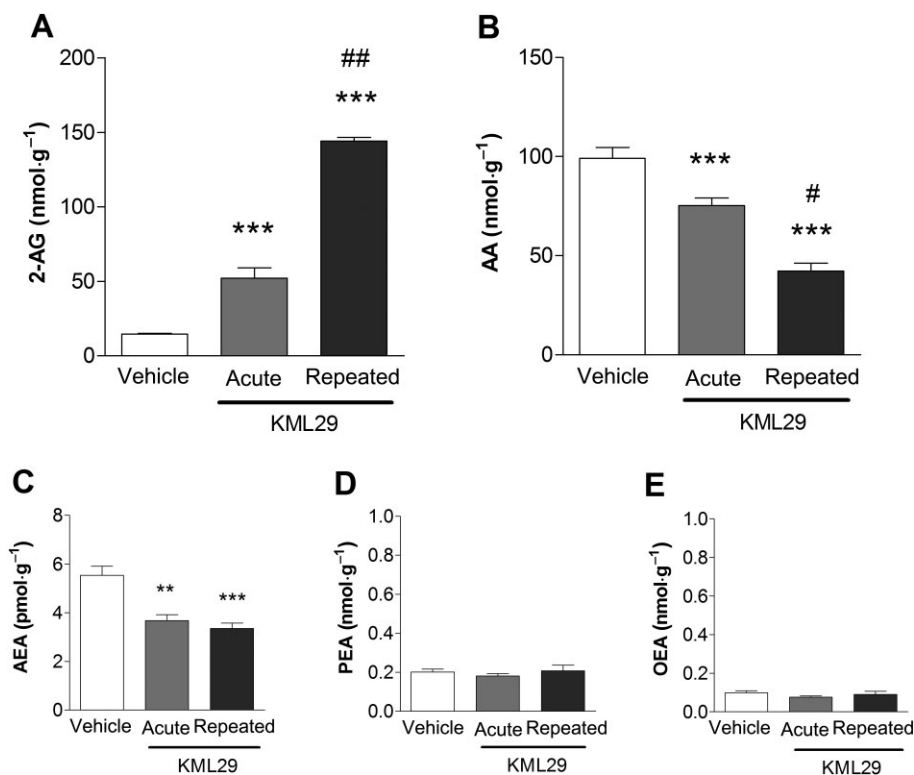 A
2-AG (nmol·g⁻¹)
200
150
100
50
0
***
##
***
Vehicle
Acute
Repeated
KML29
B
AA (nmol·g⁻¹)
150
100
50
0
***
#
***
Vehicle
Acute
Repeated
KML29
C
AEA (pmol·g⁻¹)
8
6
4
2
0
**
***
Vehicle
Acute
Repeated
KML29
D
PEA (nmol·g⁻¹)
1.0
0.8
0.6
0.4
0.2
0.0
Vehicle
Acute
Repeated
KML29
E
OEA (nmol·g⁻¹)
1.0
0.8
0.6
0.4
0.2
0.0
Vehicle
Acute
Repeated
KML29